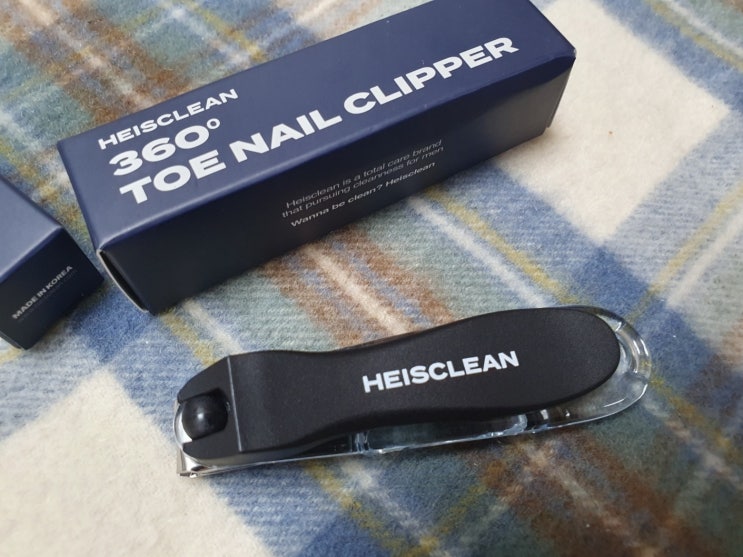 HEISCLEAN
360°
TOE NAIL CLIPPER
Heisclean is a total care brand
that pursuing cleanness for men
Wanna be clean? Heisclean
MADE IN KOREA
HEISCLEAN